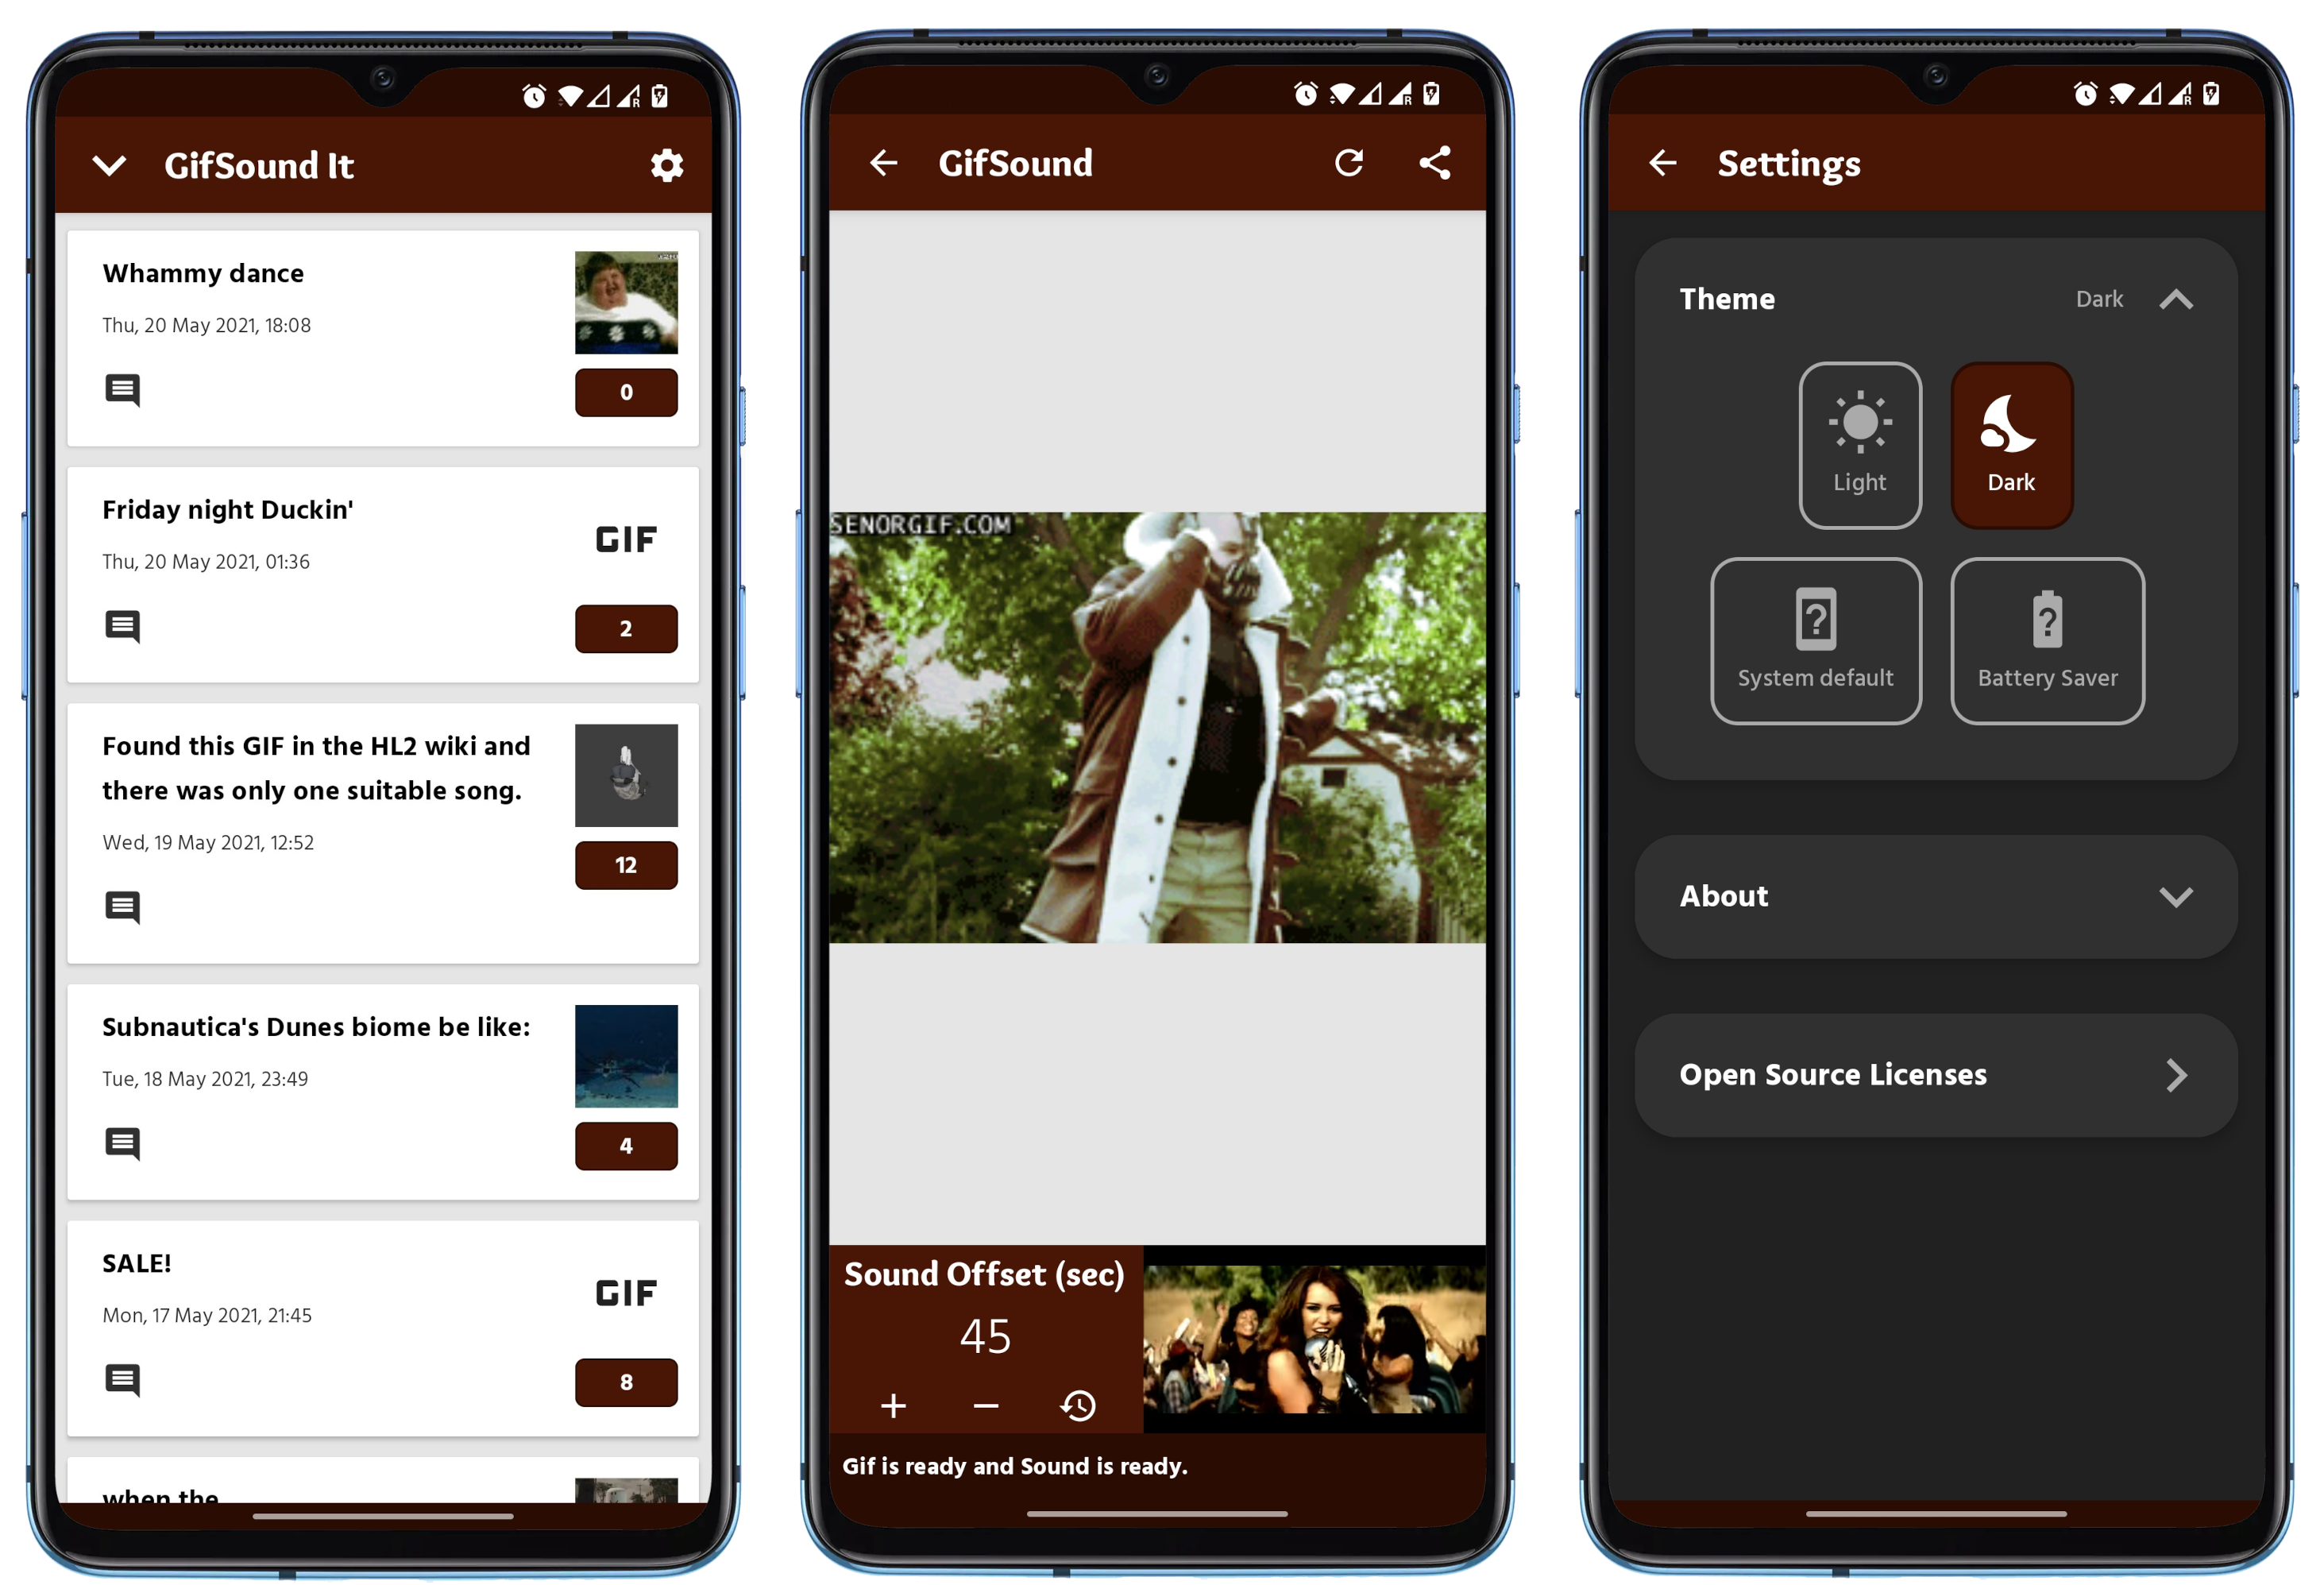 GifSound It
Whammy dance
Thu, 20 May 2021, 18:08
0
Friday night Duckin'
Thu, 20 May 2021, 01:36
GIF
2
Found this GIF in the HL2 wiki and
there was only one suitable song.
Wed, 19 May 2021, 12:52
12
Subnautica's Dunes biome be like:
Tue, 18 May 2021, 23:49
4
SALE!
Mon, 17 May 2021, 21:45
GIF
8
when the
R
GifSound
SENORGIF.COM
Sound Offset (sec)
45
+ −
Gif is ready and Sound is ready.
R
Settings
Theme
Dark
Light
Dark
?
System default
?
Battery Saver
About
Open Source Licenses
R